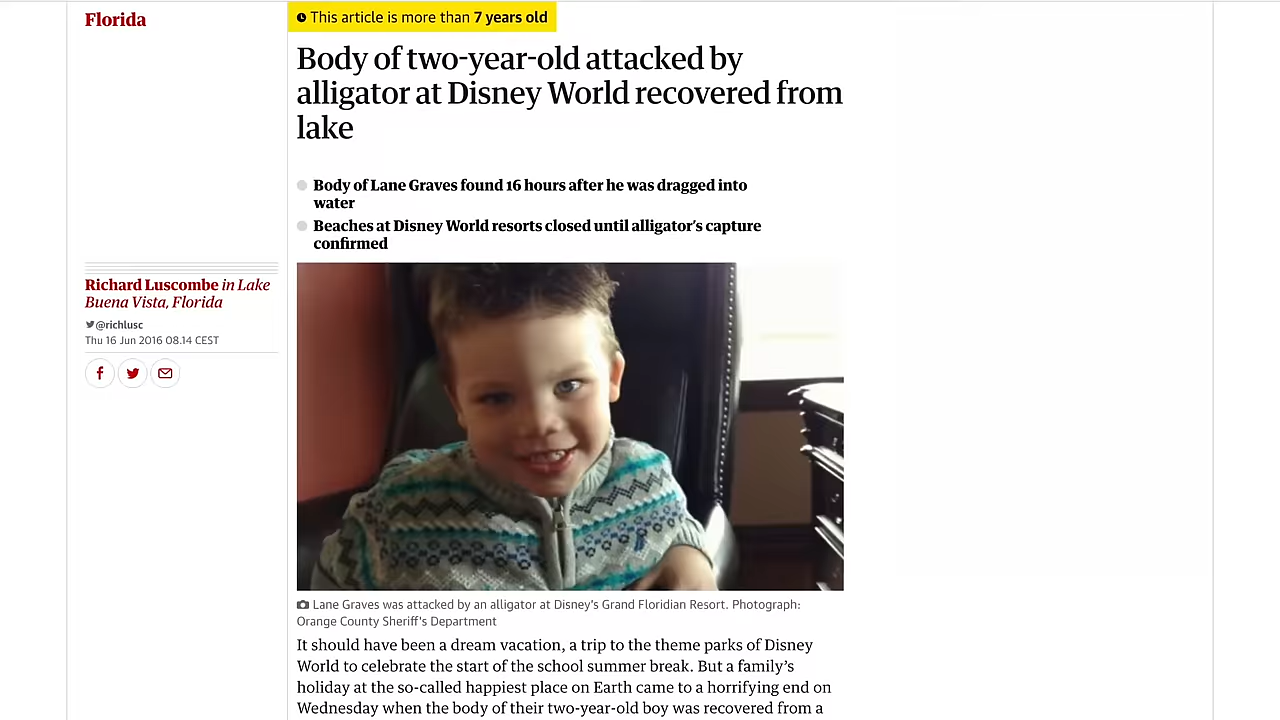 Florida
This article is more than 7 years old
Body of two-year-old attacked by
alligator at Disney World recovered from
lake
Body of Lane Graves found 16 hours after he was dragged into
water
Beaches at Disney World resorts closed until alligator's capture
confirmed
Richard Luscombe in Lake
Buena Vista, Florida
@richlusc
Thu 16 Jun 2016 08.14 CEST
Lane Graves was attacked by an alligator at Disney's Grand Floridian Resort. Photograph:
Orange County Sheriff's Department
It should have been a dream vacation, a trip to the theme parks of Disney
World to celebrate the start of the school summer break. But a family's
holiday at the so-called happiest place on Earth came to a horrifying end on
Wednesday when the body of their two-year-old boy was recovered from a